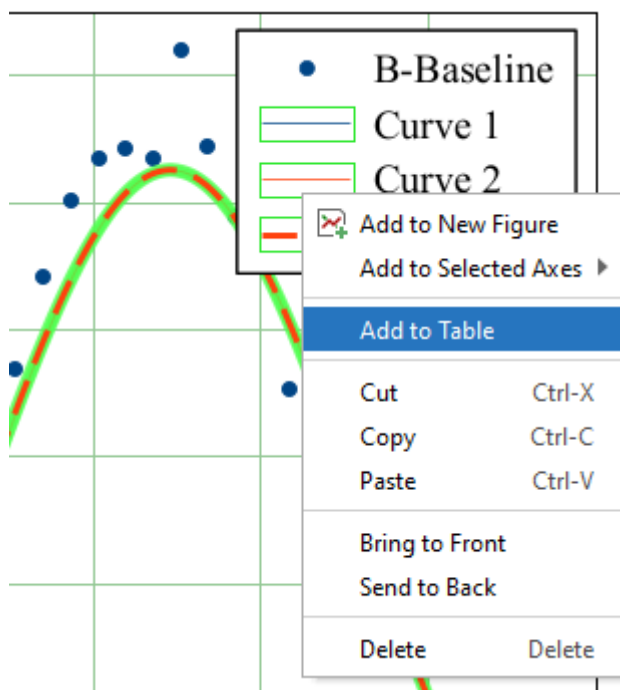 B-Baseline
Curve 1
Curve 2
Add to New Figure
Add to Selected Axes
Add to Table
Cut Ctrl-X
Copy Ctrl-C
Paste Ctrl-V
Bring to Front
Send to Back
Delete Delete